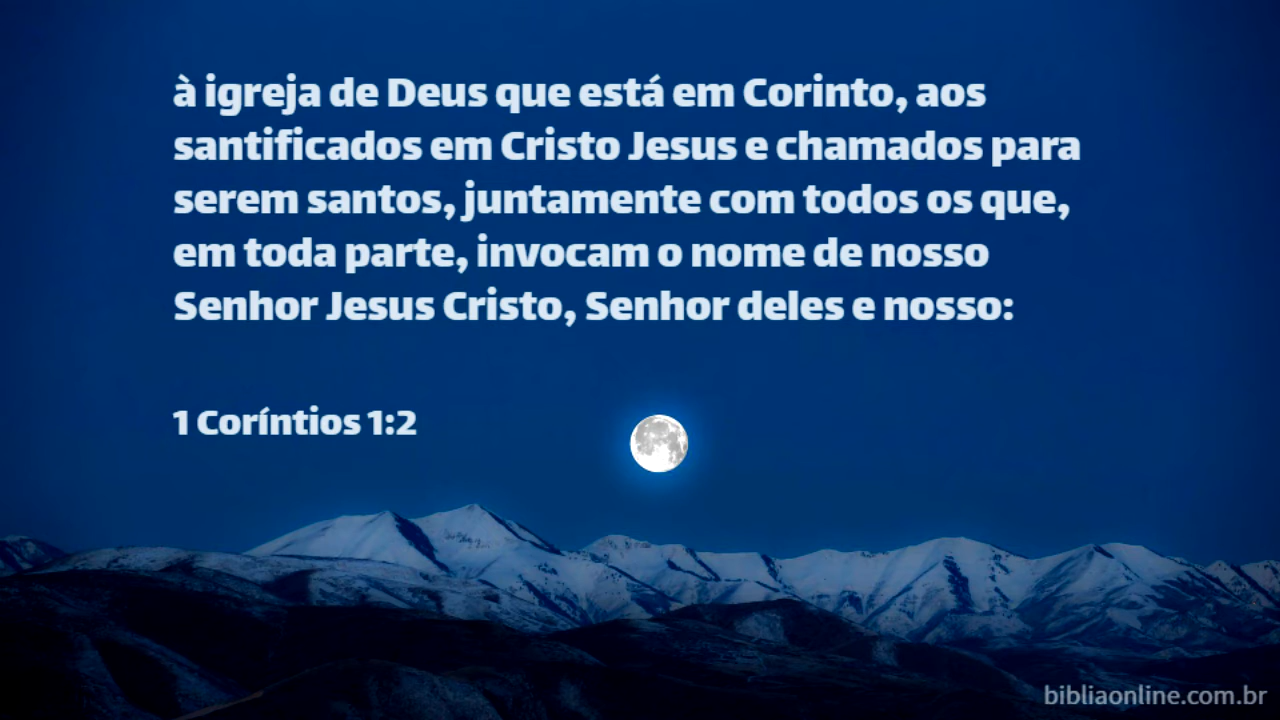 à igreja de Deus que está em Corinto, aos
santificados em Cristo Jesus e chamados para
serem santos, juntamente com todos os que,
em toda parte, invocam o nome de nosso
Senhor Jesus Cristo, Senhor deles e nosso:
1 Coríntios 1:2
bibliaonline.com.br